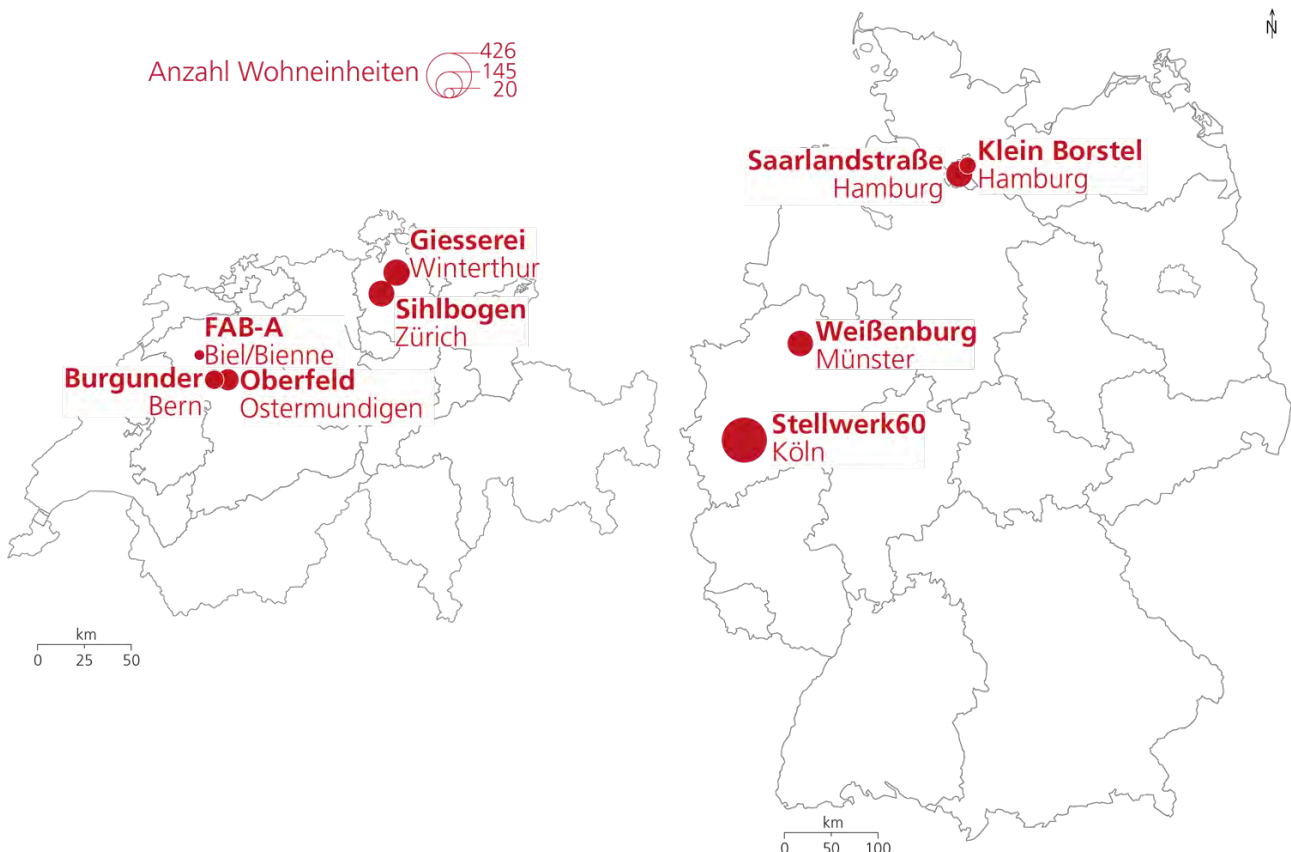 Anzahl Wohneinheiten
426
145
20
N
Saarlandstraße
Hamburg
Klein Borstel
Hamburg
Giesserei
Winterthur
Sihlbogen
Zürich
FAB-A
Biel/Bienne
Burgunder
Bern
Oberfeld
Ostermundigen
Weißenburg
Münster
Stellwerk60
Köln
km
0 25 50
km
0 50 100